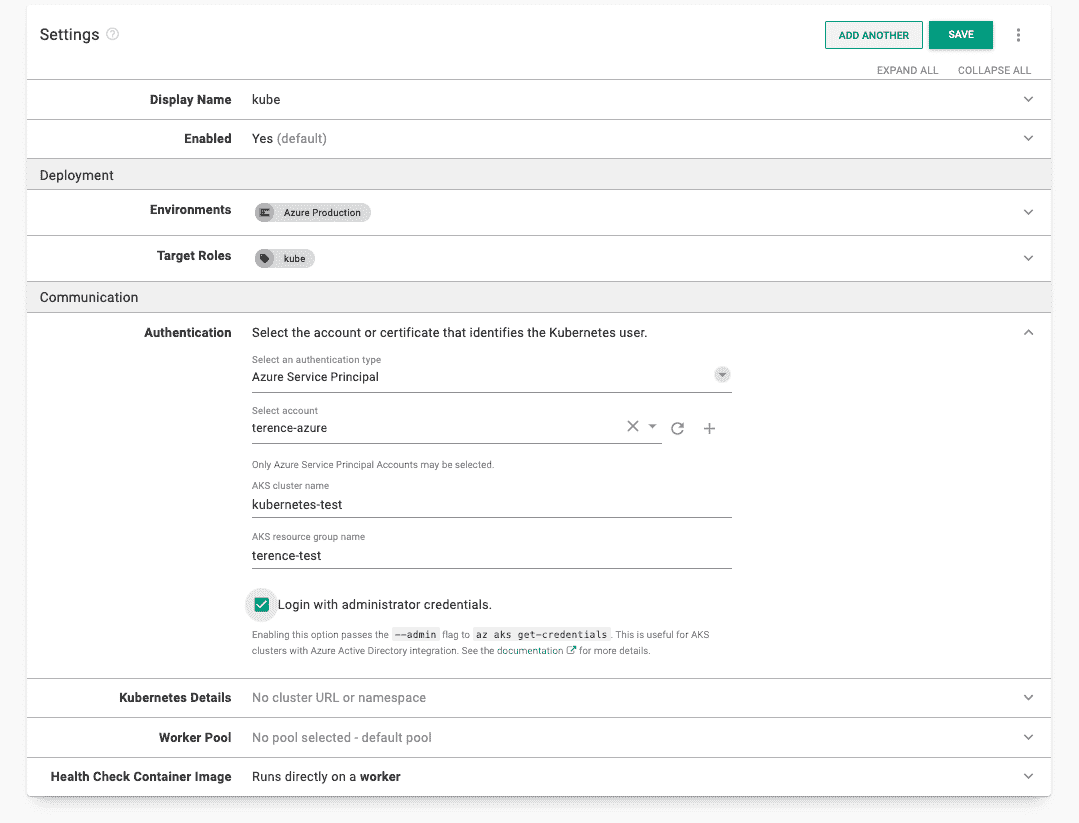 Settings
ADD ANOTHER
SAVE
EXPAND ALL COLLAPSE ALL
Display Name kube
Enabled Yes (default)
Deployment
Environments Azure Production
Target Roles kube
Communication
Authentication Select the account or certificate that identifies the Kubernetes user.
Select an authentication type
Azure Service Principal
Select account
terence-azure
Only Azure Service Principal Accounts may be selected.
AKS cluster name
kubernetes-test
AKS resource group name
terence-test
Login with administrator credentials.
Enabling this option passes the --admin flag to az aks get-credentials. This is useful for AKS
clusters with Azure Active Directory integration. See the documentation for more details.
Kubernetes Details No cluster URL or namespace
Worker Pool No pool selected - default pool
Health Check Container Image Runs directly on a worker